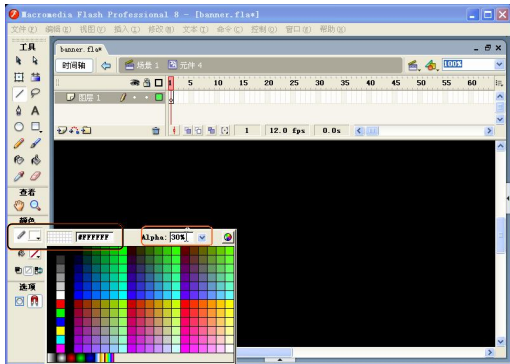 Macromedia Flash Professional 8 - [banner.fla*]
文件(F) 编辑(E) 视图(V) 插入(I) 修改(M) 文本(T) 命令(C) 控制(O) 窗口(W) 帮助(H)
工具
banner.fla*
时间轴 场景 1 元件 4 100%
1 5 10 15 20 25 30 35 40 45 50 55 60
图层 1
1 12.0 fps 0.0s
查看
颜色
#FFFFFF Alpha: 30%
选项